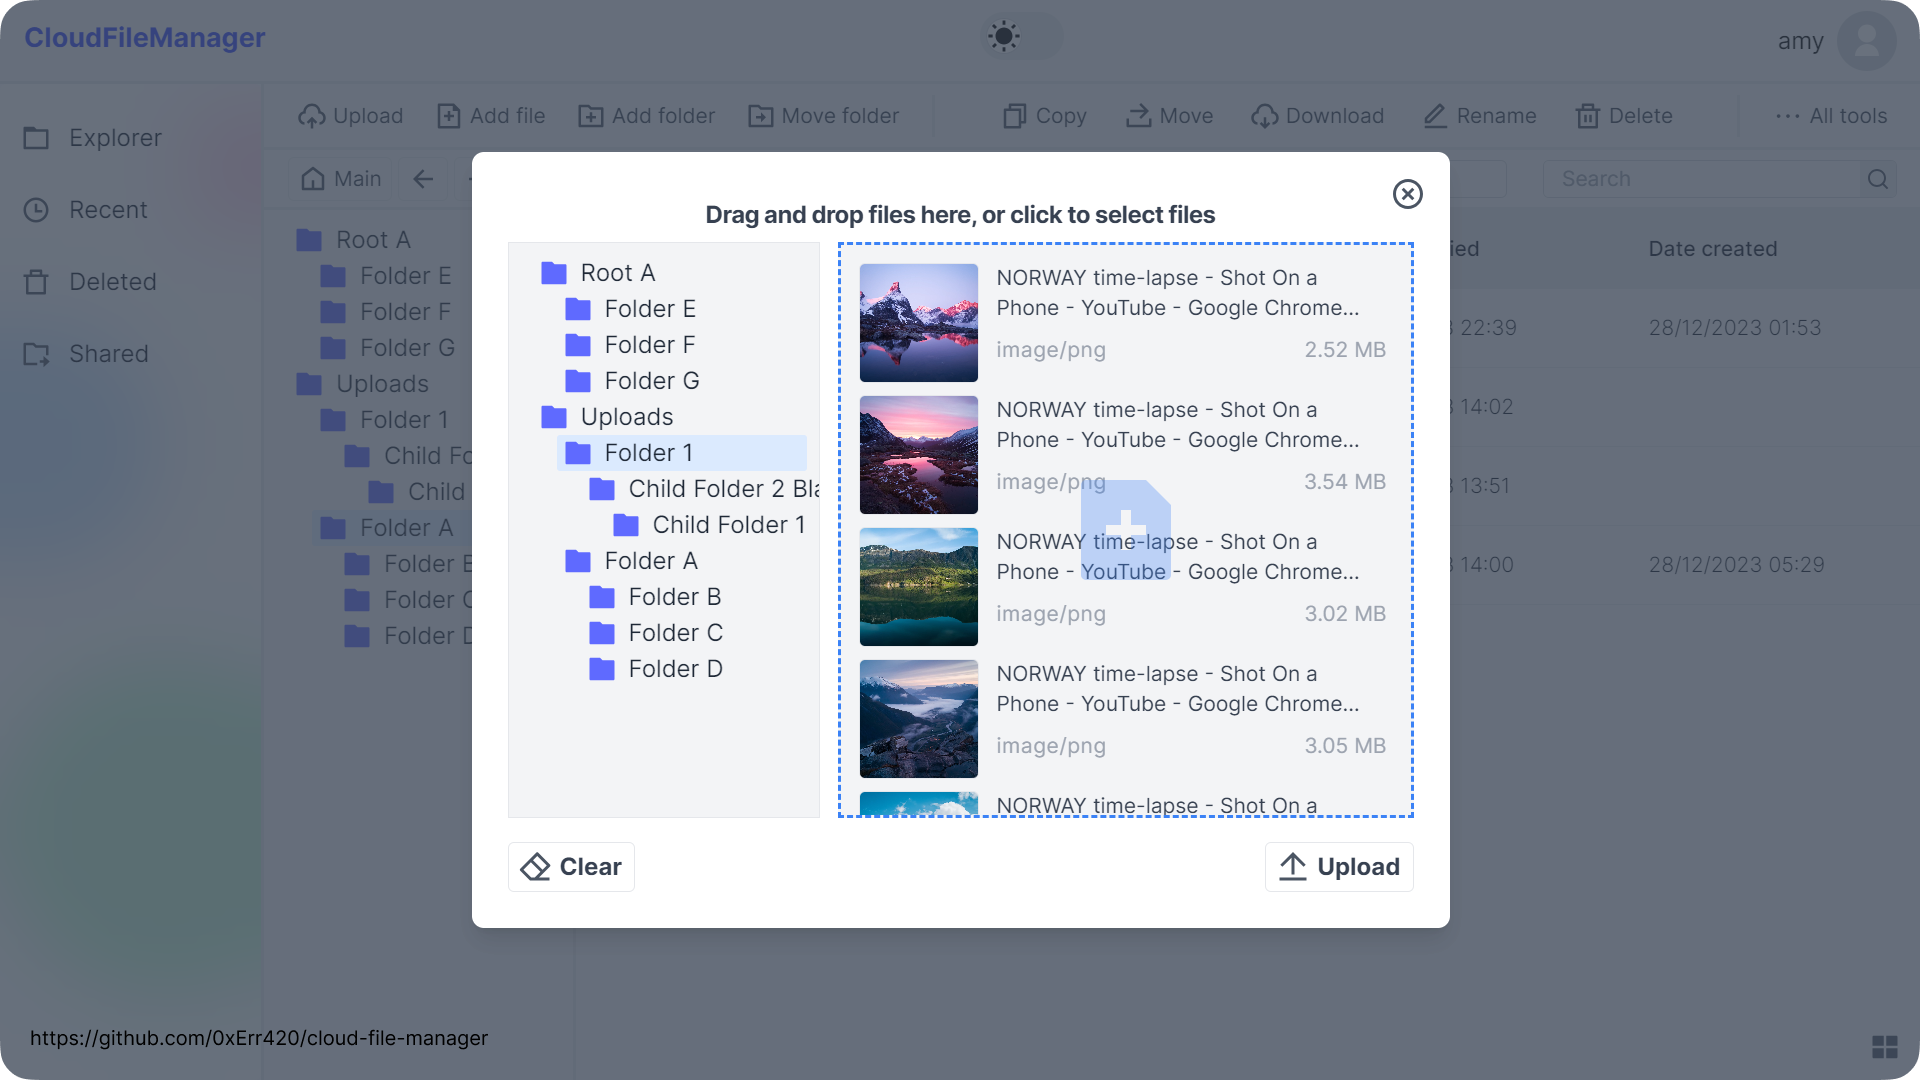 CloudFileManager
amy
Explorer
Recent
Deleted
Shared
Upload
Add file
Add folder
Move folder
Copy
Move
Download
Rename
Delete
All tools
Main
Search
Root A
Folder E
Folder F
Folder G
Uploads
Folder 1
Child Fo
Child
Folder A
Folder
Folder
Folder
Date created
22:39
28/12/2023 01:53
14:02
13:51
14:00
28/12/2023 05:29
Drag and drop files here, or click to select files
Root A
Folder E
Folder F
Folder G
Uploads
Folder 1
Child Folder 2 Bla
Child Folder 1
Folder A
Folder B
Folder C
Folder D
NORWAY time-lapse - Shot On a
Phone - YouTube - Google Chrome...
image/png
2.52 MB
NORWAY time-lapse - Shot On a
Phone - YouTube - Google Chrome...
image/png
3.54 MB
NORWAY time-lapse - Shot On a
Phone - YouTube - Google Chrome...
image/png
3.02 MB
NORWAY time-lapse - Shot On a
Phone - YouTube - Google Chrome...
image/png
3.05 MB
NORWAY time-lapse - Shot On a
Clear
Upload
https://github.com/0xErr420/cloud-file-manager